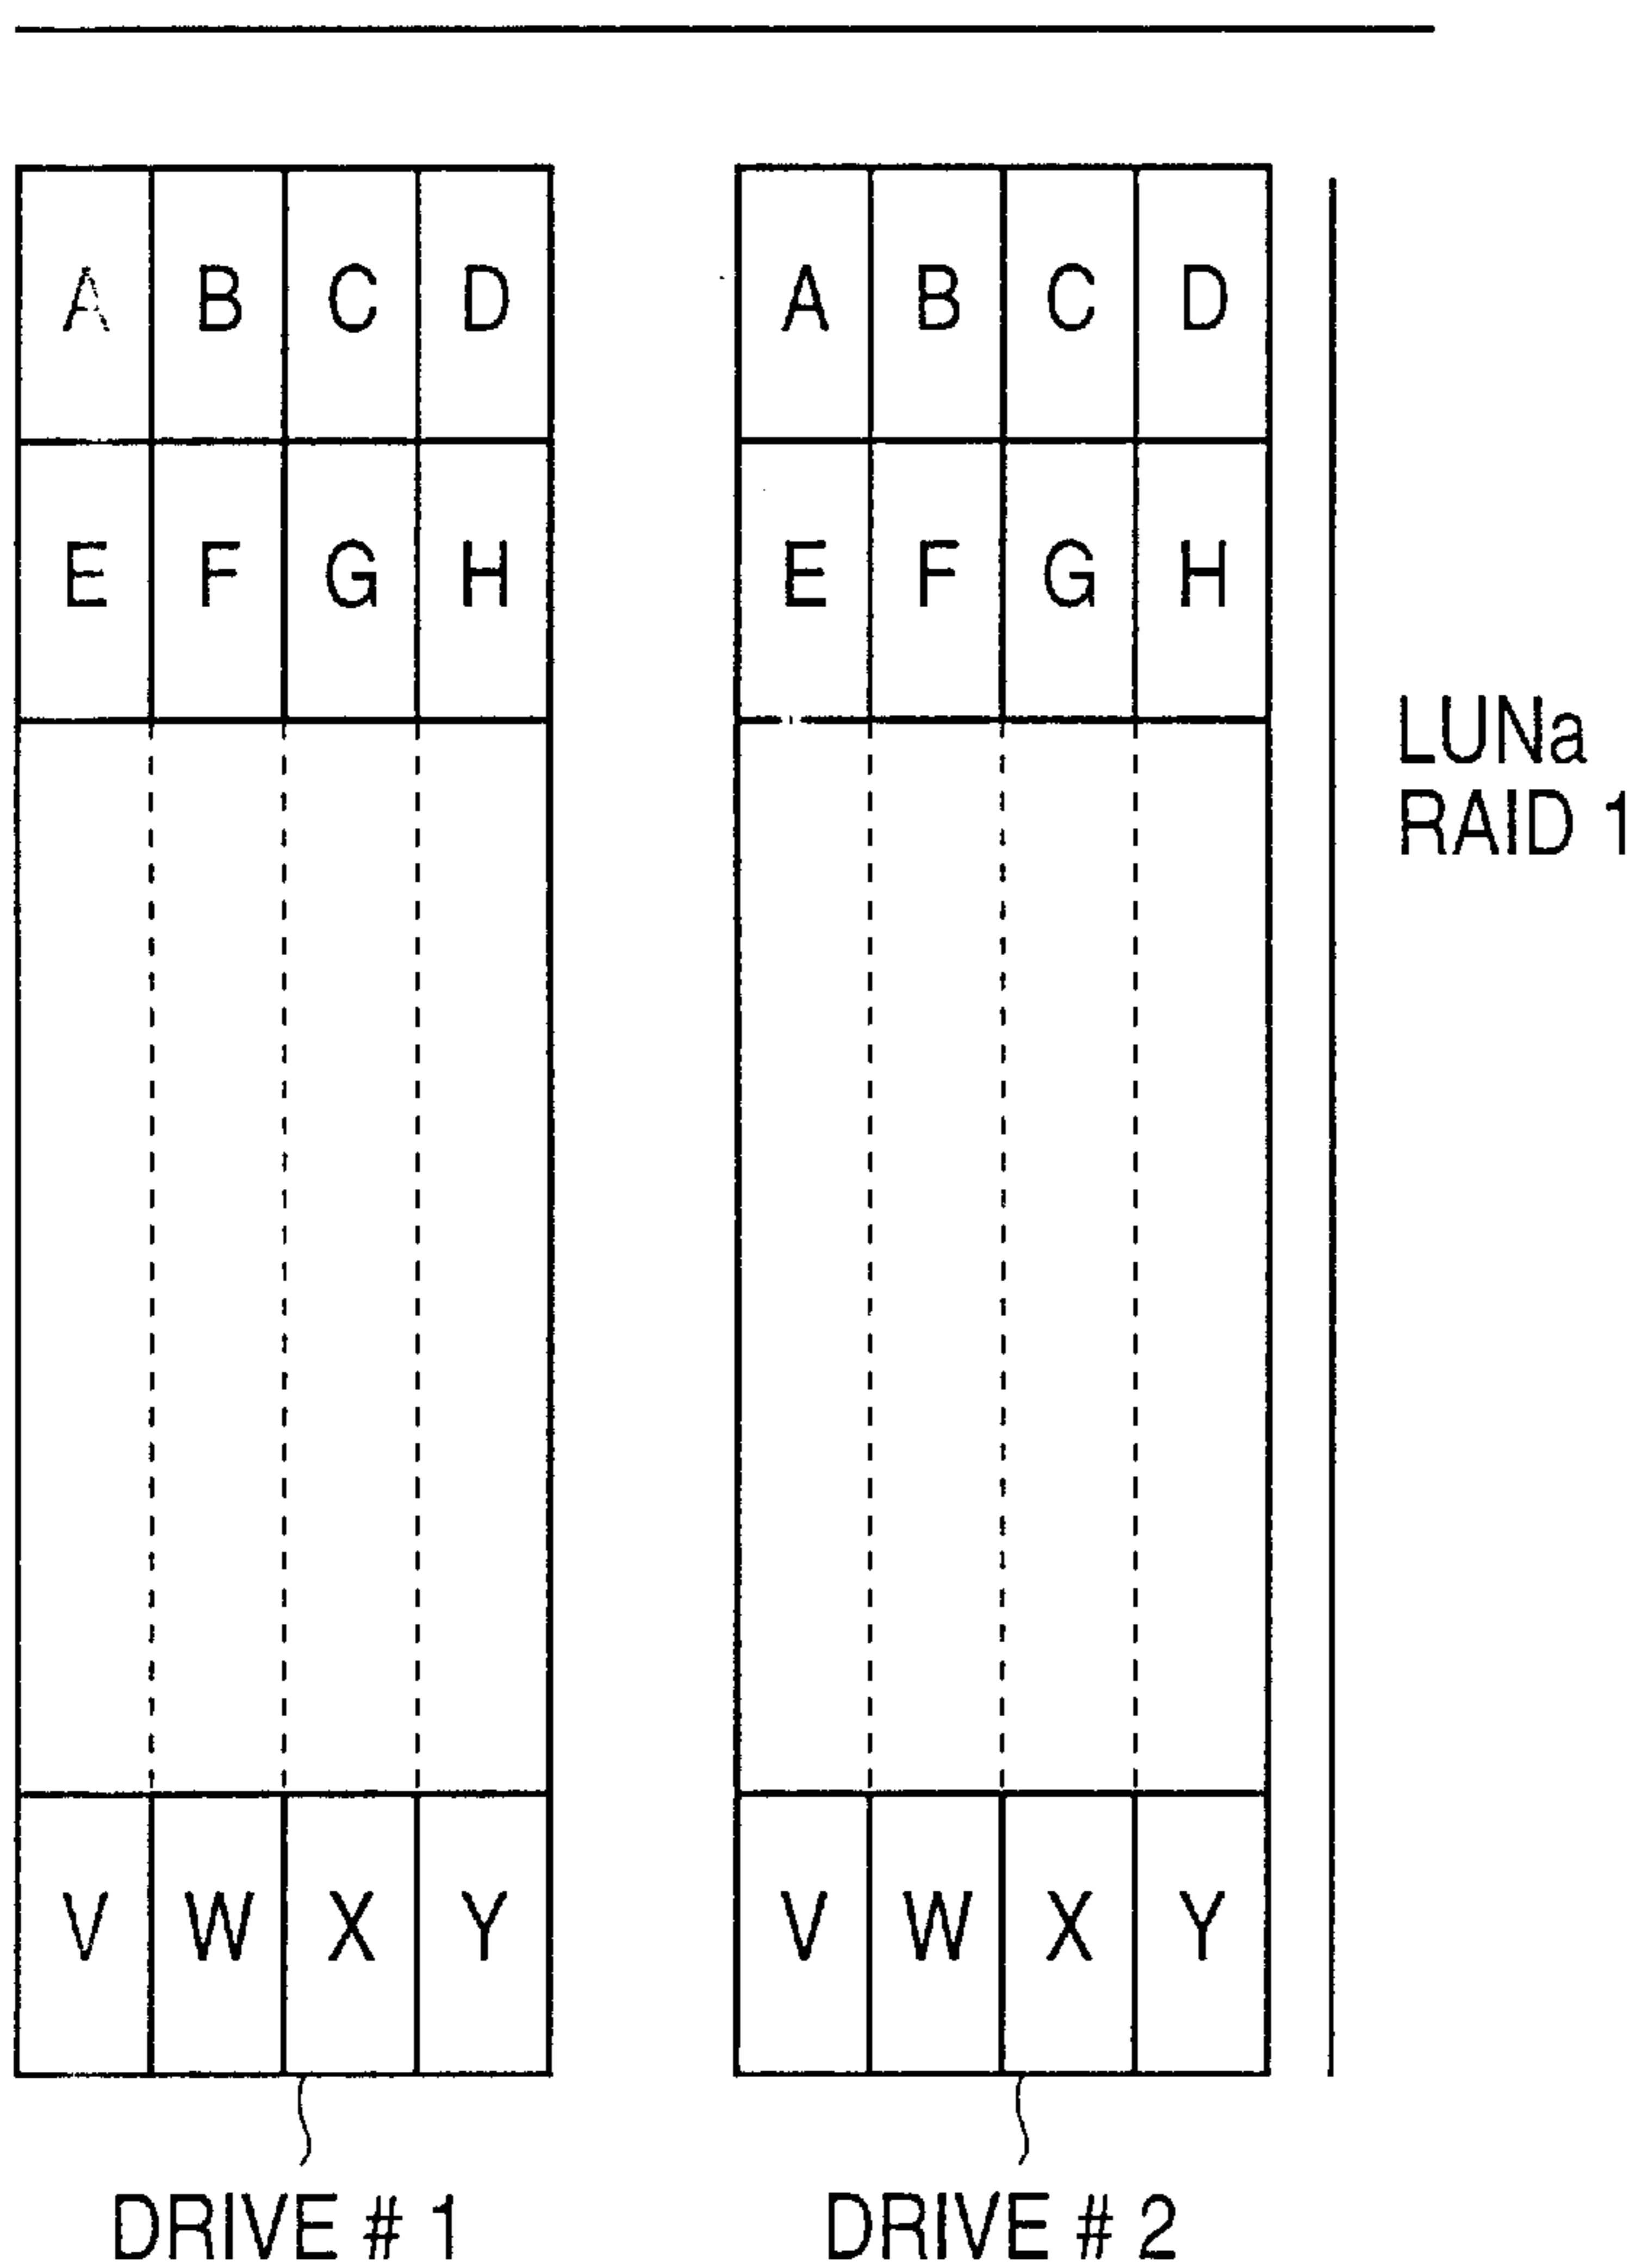 A B C D A B C D
E F G H E F G H
LUNa
RAID 1
V W X Y V W X Y
DRIVE # 1 DRIVE # 2